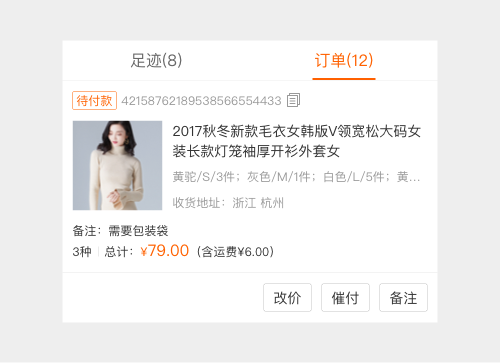 足迹(8) 订单(12)
待付款 42158762189538566554433
2017秋冬新款毛衣女韩版V领宽松大码女
装长款灯笼袖厚开衫外套女
黄驼/S/3件；灰色/M/1件；白色/L/5件；黄...
收货地址：浙江 杭州
备注：需要包装袋
3种 总计：¥79.00（含运费¥6.00）
改价 催付 备注